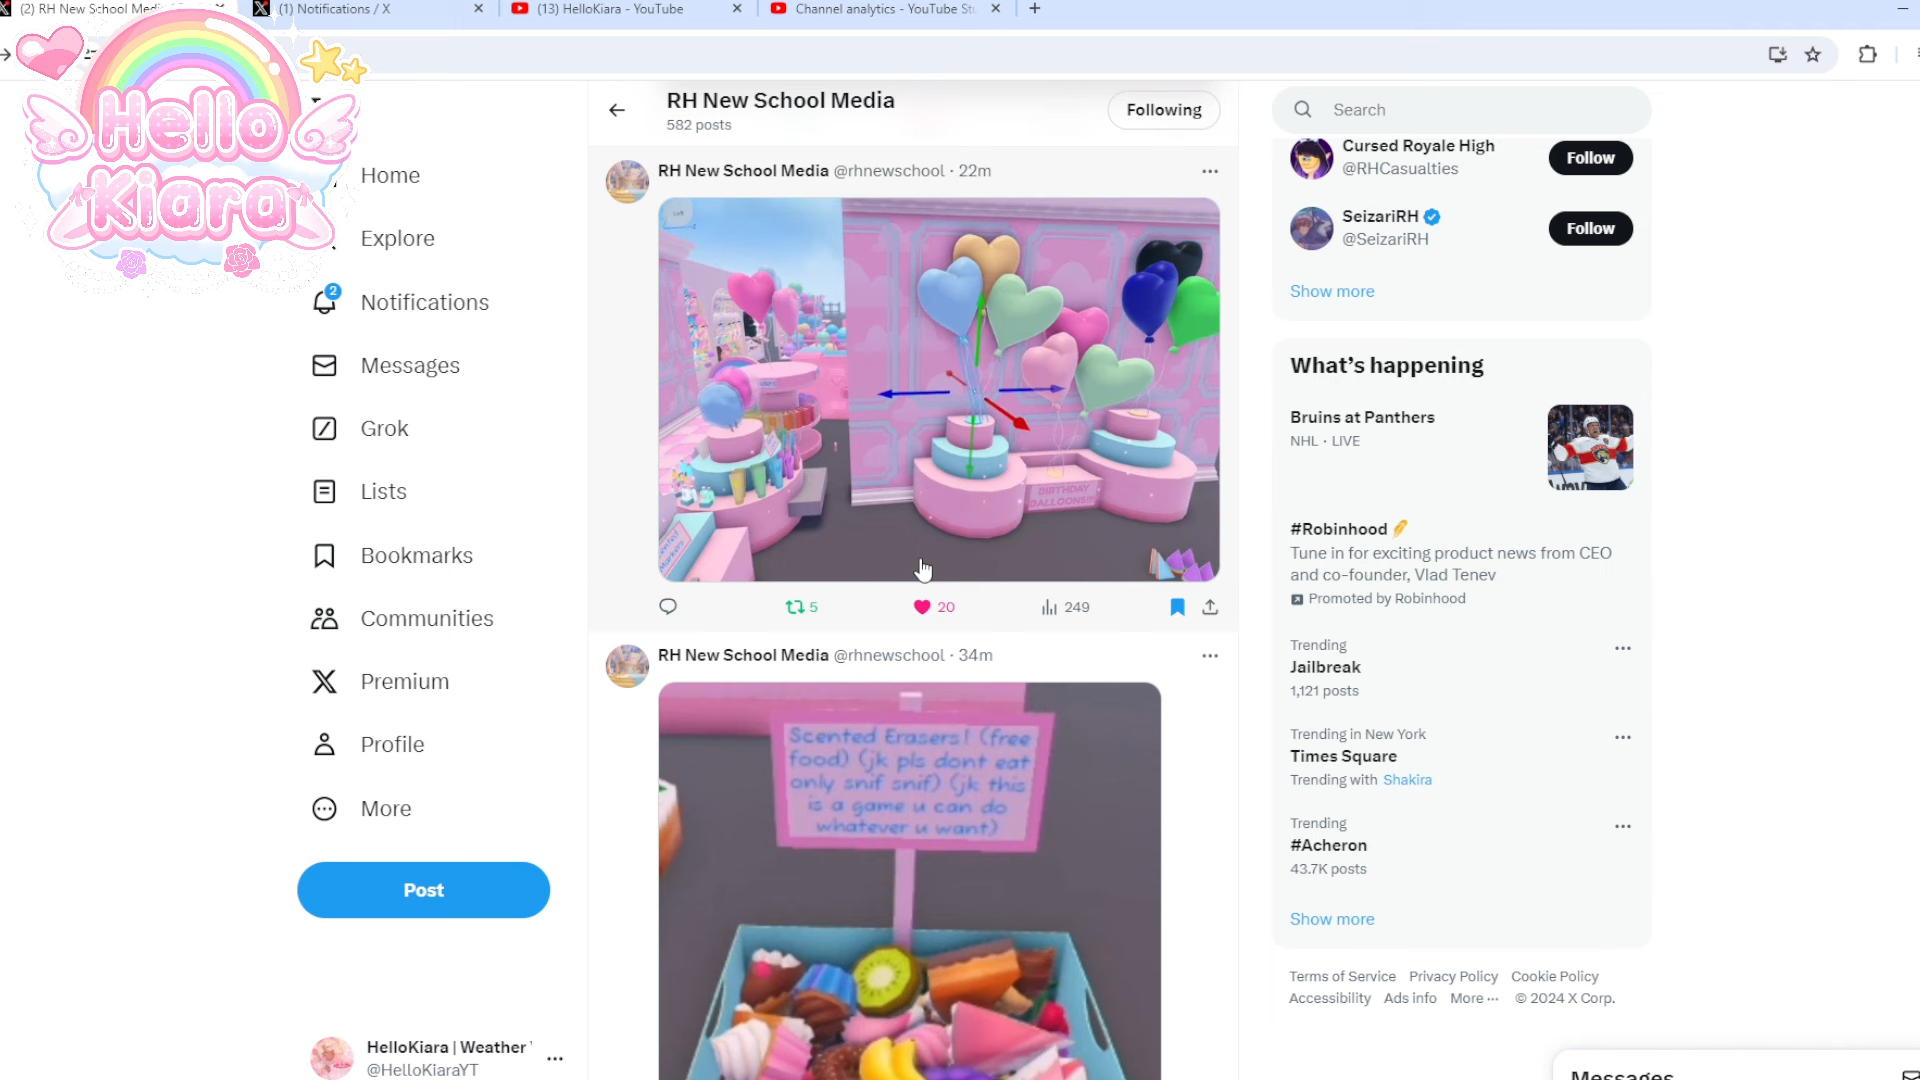 (2) RH New School Medi
(1) Notifications / X
(13) HelloKiara - YouTube
Channel analytics - YouTube St
Hello
Kiara
Home
Explore
2
Notifications
Messages
Grok
Lists
Bookmarks
Communities
Premium
Profile
More
Post
HelloKiara | Weather
@HelloKiaraYT
RH New School Media
582 posts
Following
RH New School Media @rhnewschool · 22m
BIRTHDAY
BALLOONS!!
Scented
Markers
5
20
249
RH New School Media @rhnewschool · 34m
Scented Erasers! (free
food) (jk pls dont eat
only snif snif) (jk this
is a game u can do
whatever u want)
Search
Cursed Royale High
@RHCasualties
Follow
SeizariRH
@SeizariRH
Follow
Show more
What's happening
Bruins at Panthers
NHL · LIVE
#Robinhood
Tune in for exciting product news from CEO
and co-founder, Vlad Tenev
Promoted by Robinhood
Trending
Jailbreak
1,121 posts
Trending in New York
Times Square
Trending with Shakira
Trending
#Acheron
43.7K posts
Show more
Terms of Service Privacy Policy Cookie Policy
Accessibility Ads info More ··· © 2024 X Corp.
Messages